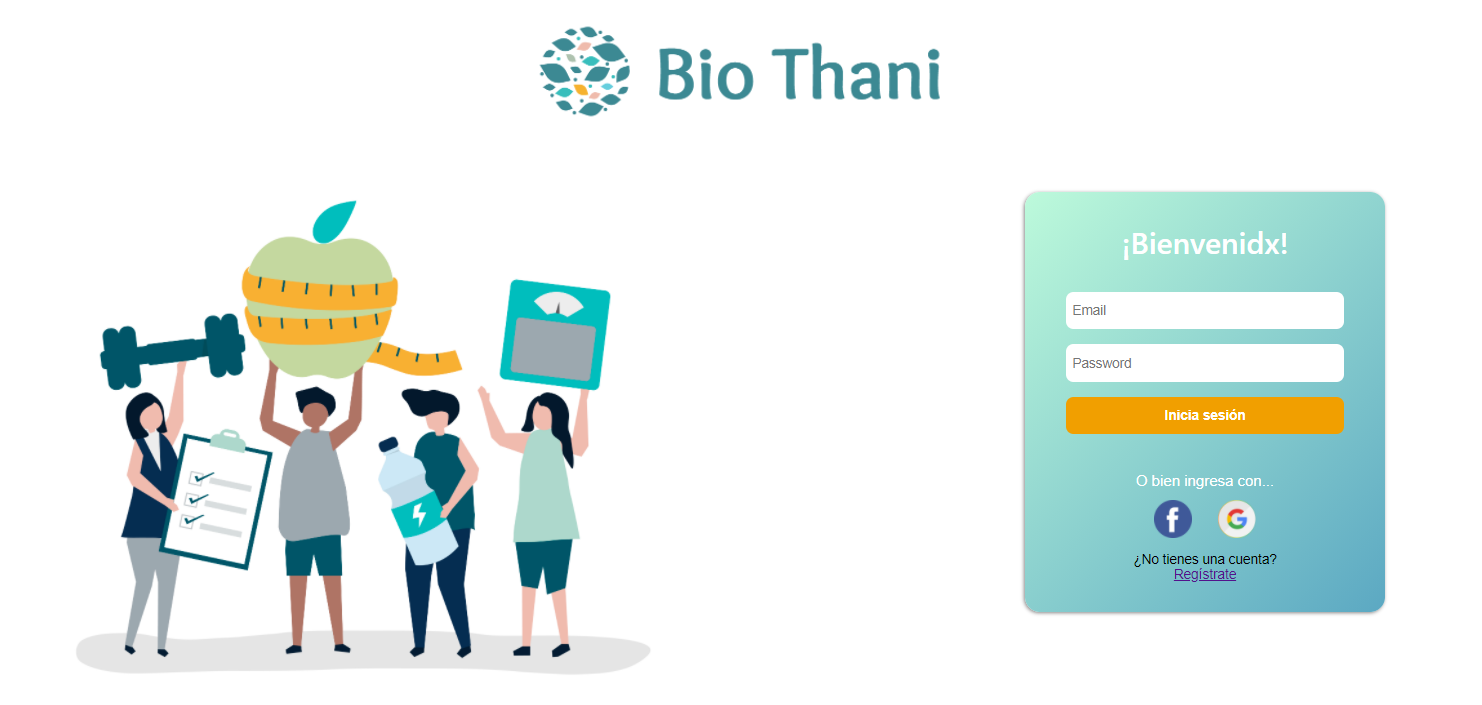 Bio Thani
¡Bienvenidx!
Email
Password
Inicia sesión
O bien ingresa con...
¿No tienes una cuenta?
Regístrate